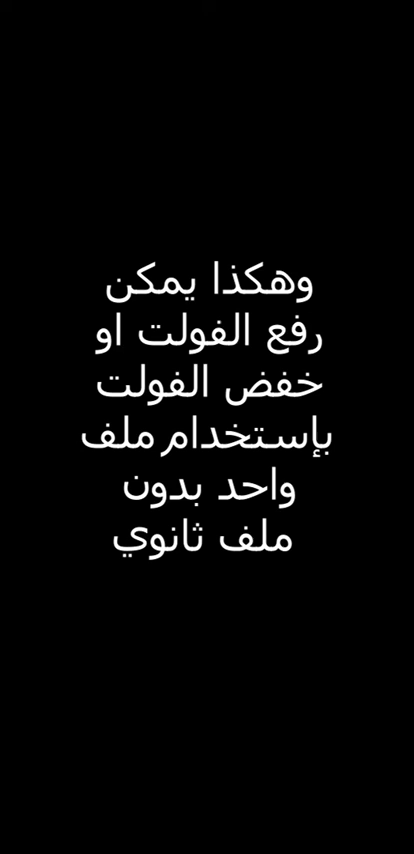 وهكذا يمكن
رفع الفولت او
خفض الفولت
بإستخدام ملف
واحد بدون
ملف ثانوي